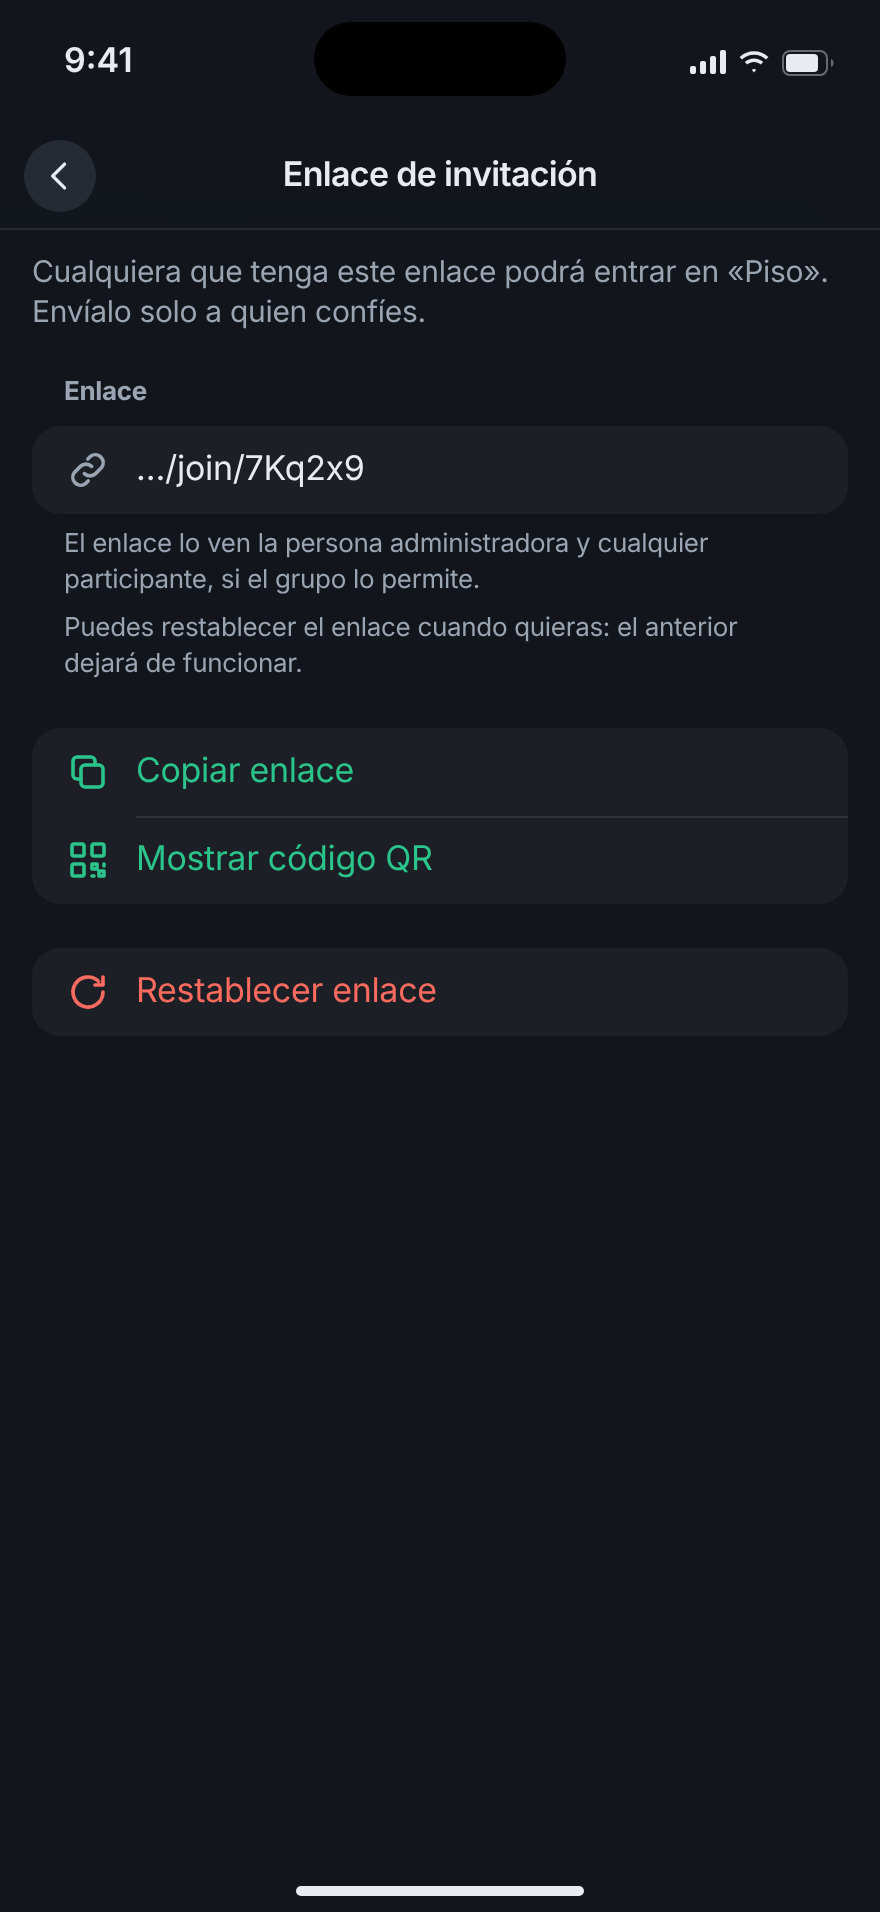 9:41
Enlace de invitación
Cualquiera que tenga este enlace podrá entrar en «Piso».
Envíalo solo a quien confíes.
Enlace
.../join/7Kq2x9
El enlace lo ven la persona administradora y cualquier
participante, si el grupo lo permite.
Puedes restablecer el enlace cuando quieras: el anterior
dejará de funcionar.
Copiar enlace
Mostrar código QR
Restablecer enlace